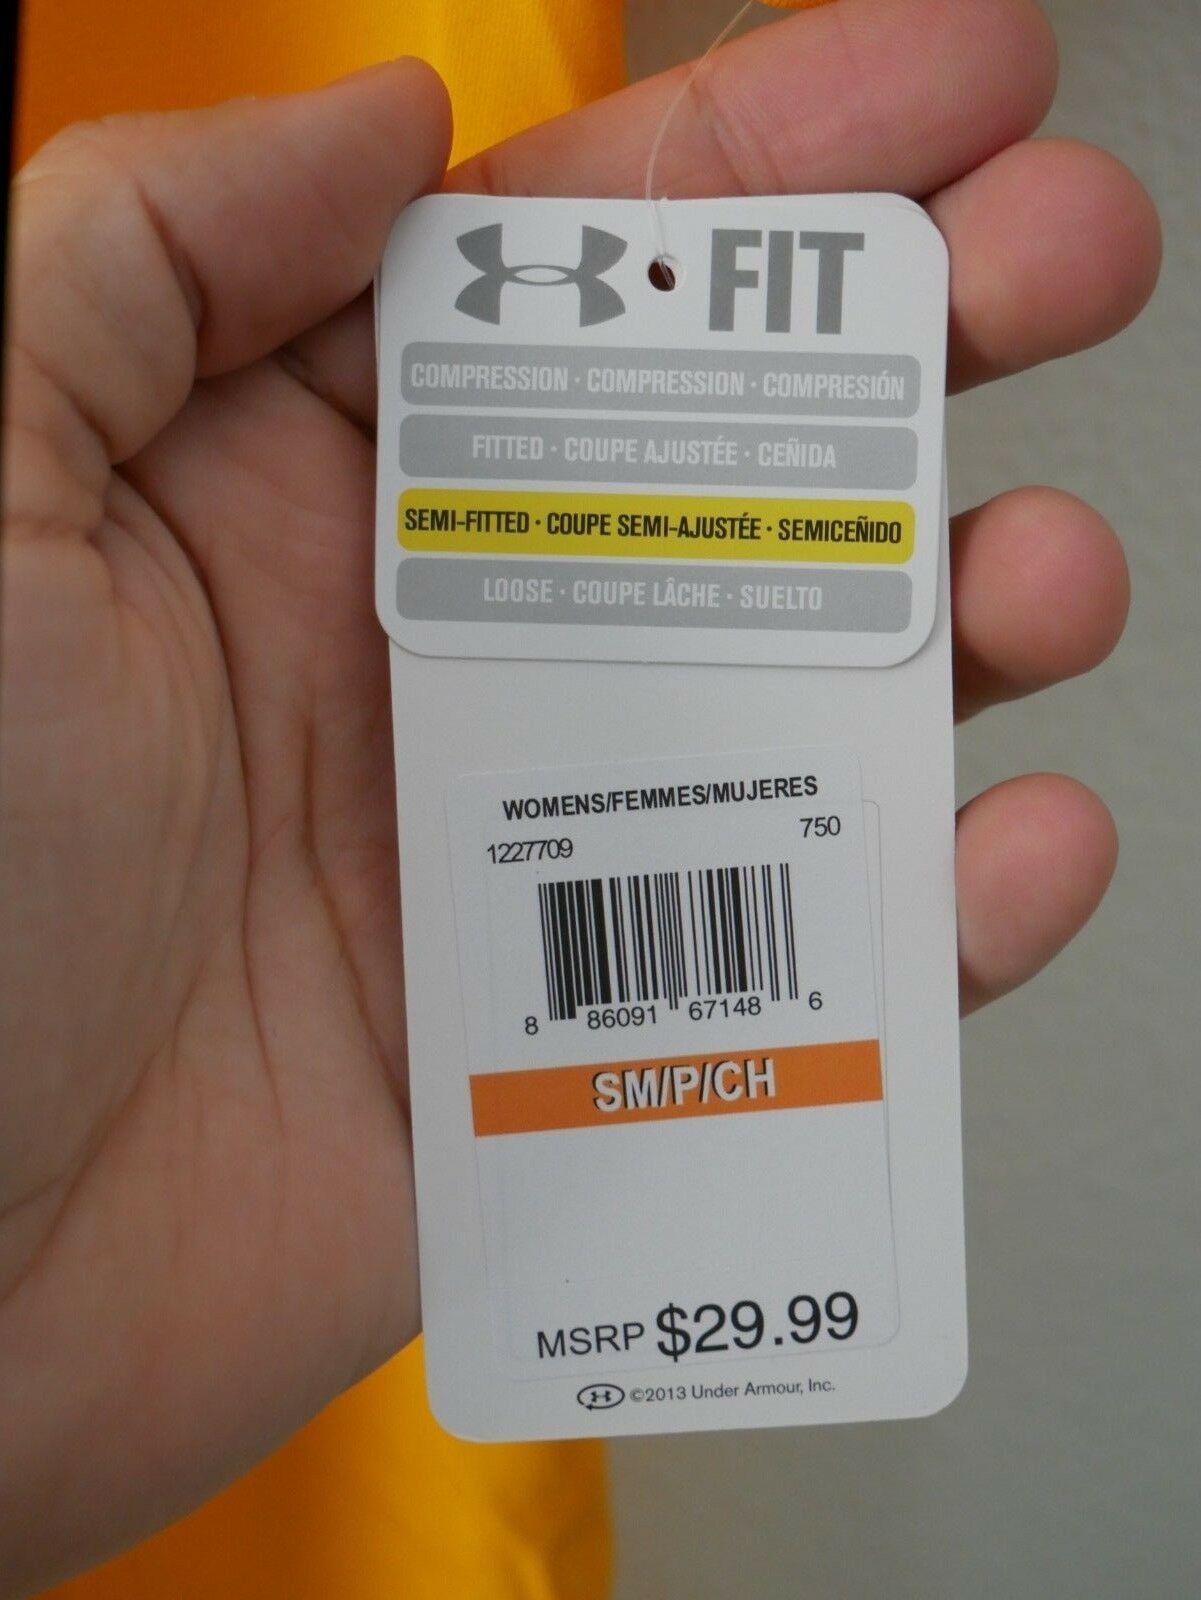 FIT
COMPRESSION · COMPRESSION · COMPRESIÓN
FITTED · COUPE AJUSTÉE · CEÑIDA
SEMI-FITTED · COUPE SEMI-AJUSTÉE · SEMICEÑIDO
LOOSE · COUPE LÂCHE · SUELTO
WOMENS/FEMMES/MUJERES
1227709 750
8 86091 67148 6
SM/P/CH
MSRP $29.99
©2013 Under Armour, Inc.